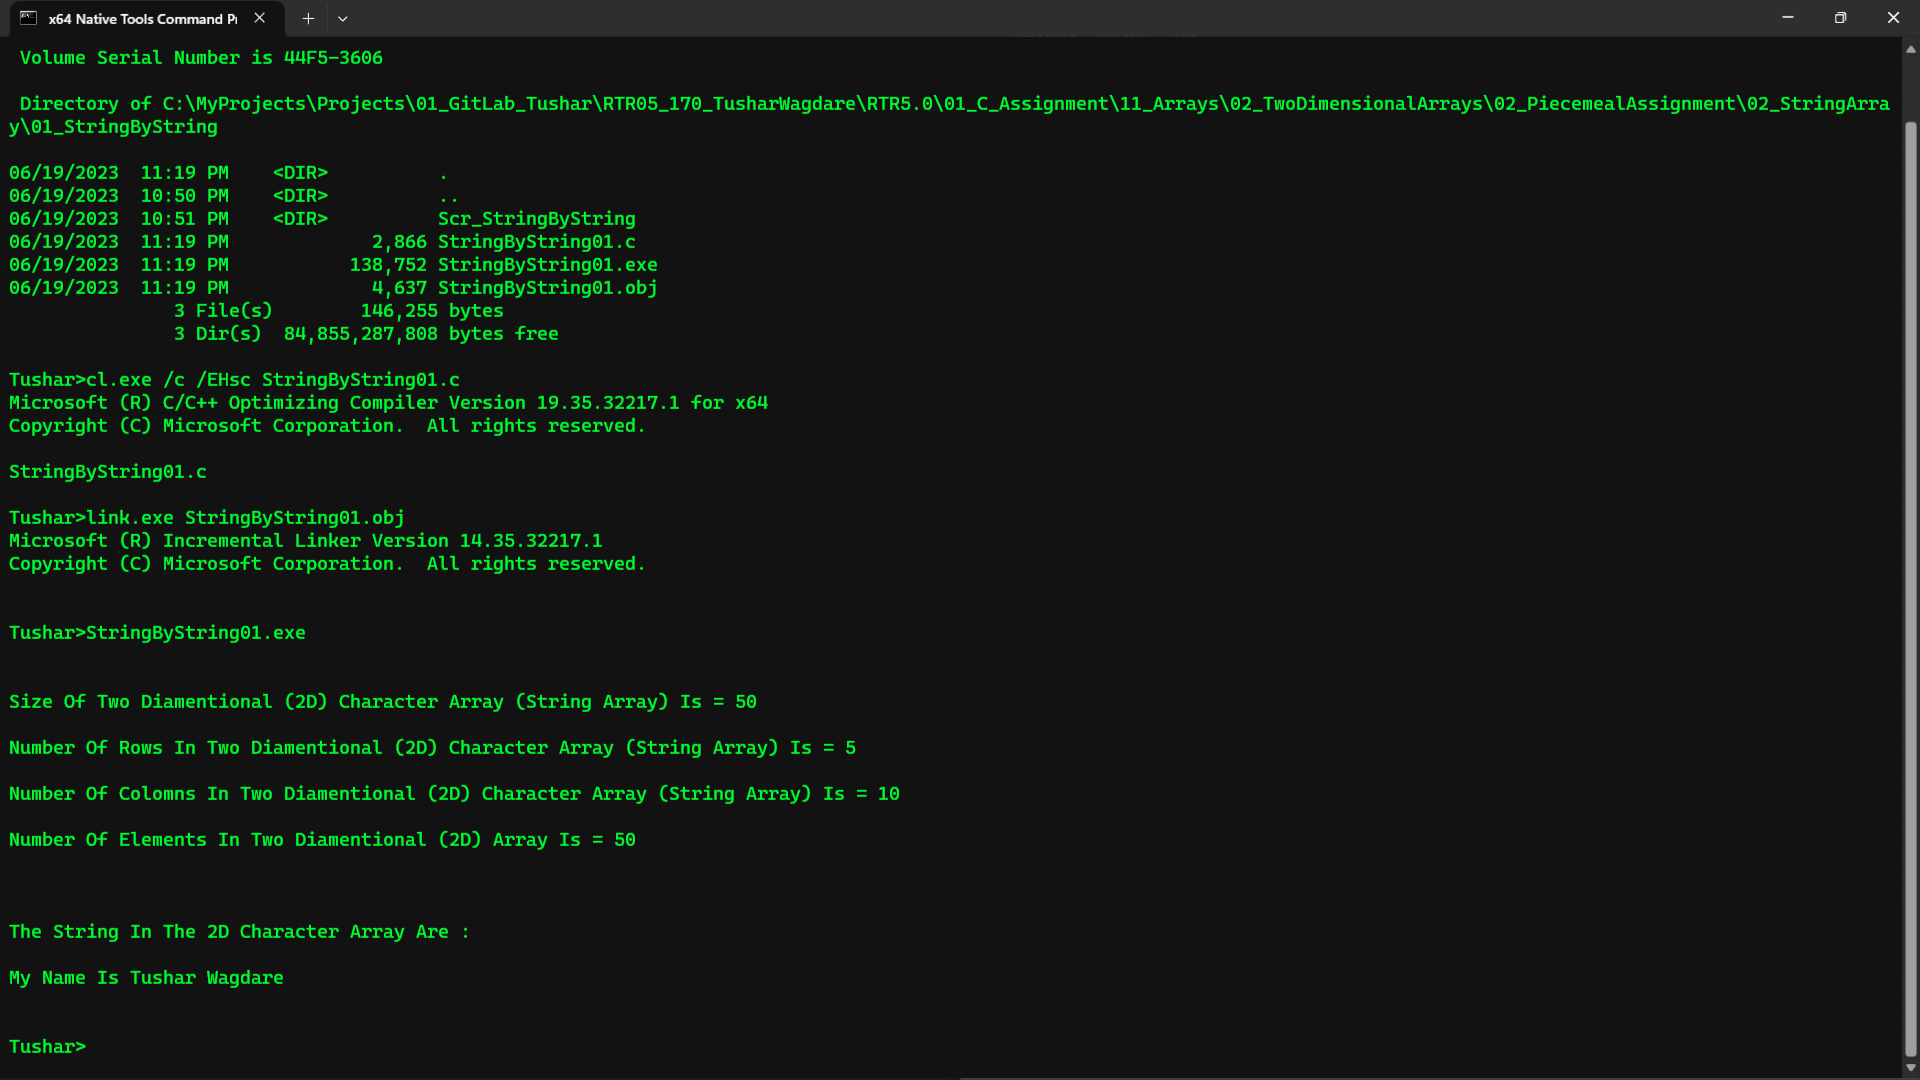 x64 Native Tools Command P
Volume Serial Number is 44F5-3606
Directory of C:\MyProjects\Projects\01_GitLab_Tushar\RTR05_170_TusharWagdare\RTR5.0\01_C_Assignment\11_Arrays\02_TwoDimensionalArrays\02_PiecemealAssignment\02_StringArra
y\01_StringByString
06/19/2023  11:19 PM    <DIR>          .
06/19/2023  10:50 PM    <DIR>          ..
06/19/2023  10:51 PM    <DIR>          Scr_StringByString
06/19/2023  11:19 PM             2,866 StringByString01.c
06/19/2023  11:19 PM           138,752 StringByString01.exe
06/19/2023  11:19 PM             4,637 StringByString01.obj
3 File(s)        146,255 bytes
3 Dir(s)  84,855,287,808 bytes free
Tushar>cl.exe /c /EHsc StringByString01.c
Microsoft (R) C/C++ Optimizing Compiler Version 19.35.32217.1 for x64
Copyright (C) Microsoft Corporation.  All rights reserved.
StringByString01.c
Tushar>link.exe StringByString01.obj
Microsoft (R) Incremental Linker Version 14.35.32217.1
Copyright (C) Microsoft Corporation.  All rights reserved.
Tushar>StringByString01.exe
Size Of Two Diamentional (2D) Character Array (String Array) Is = 50
Number Of Rows In Two Diamentional (2D) Character Array (String Array) Is = 5
Number Of Colomns In Two Diamentional (2D) Character Array (String Array) Is = 10
Number Of Elements In Two Diamentional (2D) Array Is = 50
The String In The 2D Character Array Are :
My Name Is Tushar Wagdare
Tushar>